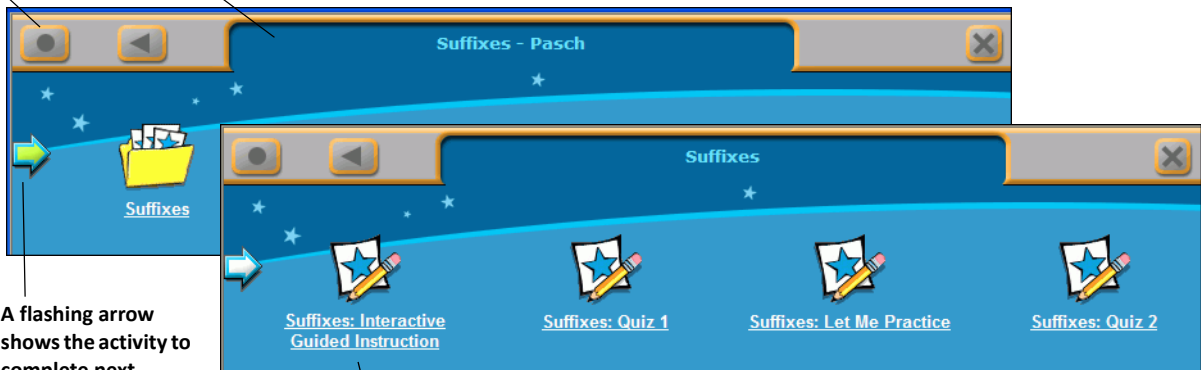 Suffixes - Pasch
Suffixes
Suffixes
Suffixes: Interactive
Guided Instruction
Suffixes: Quiz 1
Suffixes: Let Me Practice
Suffixes: Quiz 2
A flashing arrow
shows the activity to
complete next